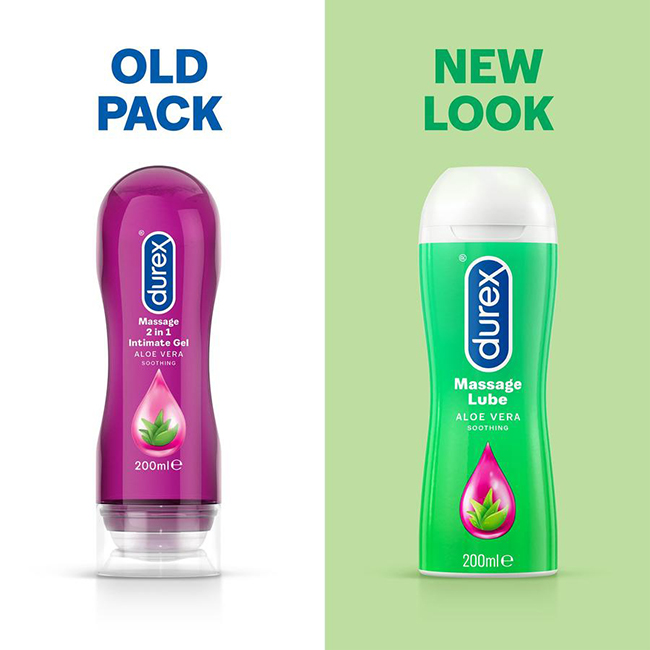 OLD
PACK
durex
®
Massage
2 in 1
Intimate Gel
ALOE VERA
SOOTHING
200ml℮
NEW
LOOK
®
durex
Massage
Lube
ALOE VERA
SOOTHING
200ml℮